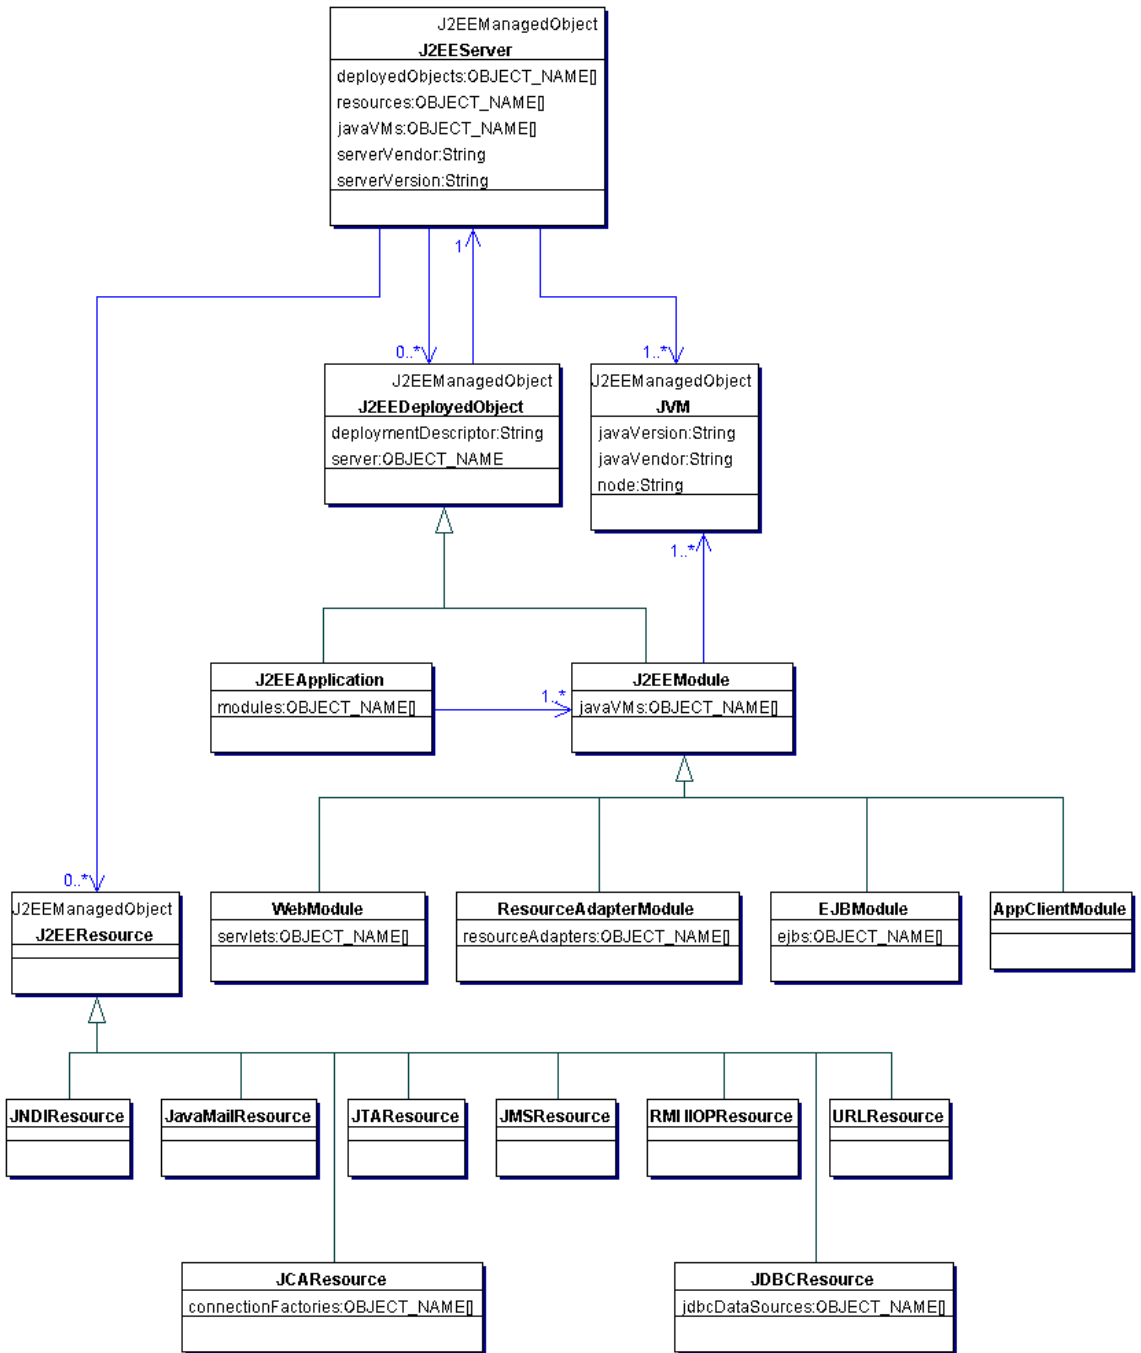 J2EEManagedObject
J2EEServer
deployedObjects:OBJECT_NAME[]
resources:OBJECT_NAME[]
javaVMs:OBJECT_NAME[]
serverVendor:String
serverVersion:String
1
0..*
1..*
J2EEManagedObject
J2EEDeployedObject
deploymentDescriptor:String
server:OBJECT_NAME
J2EEManagedObject
JVM
javaVersion:String
javaVendor:String
node:String
1..*
J2EEApplication
modules:OBJECT_NAME[]
1..*
J2EEModule
javaVMs:OBJECT_NAME[]
0..*
J2EEManagedObject
J2EEResource
WebModule
servlets:OBJECT_NAME[]
ResourceAdapterModule
resourceAdapters:OBJECT_NAME[]
EJBModule
ejbs:OBJECT_NAME[]
AppClientModule
JNDIResource
JavaMailResource
JTAResource
JMSResource
RMI IIOPResource
URLResource
JCAResource
connectionFactories:OBJECT_NAME[]
JDBCResource
jdbcDataSources:OBJECT_NAME[]